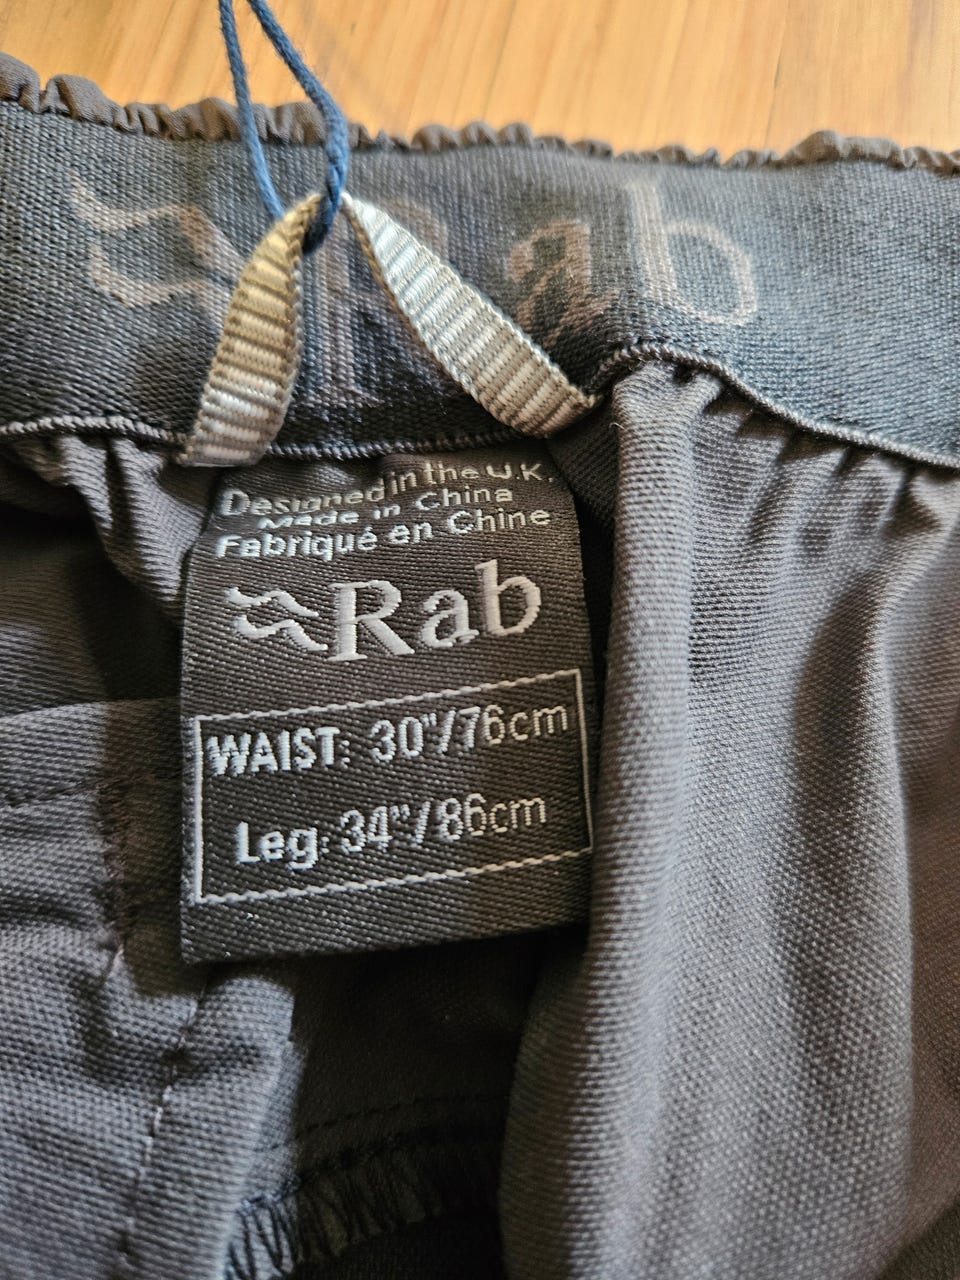 Rab
Designed in the U.K.
Made in China
Fabriqué en Chine
Rab
WAIST: 30"/76cm
Leg: 34"/86cm